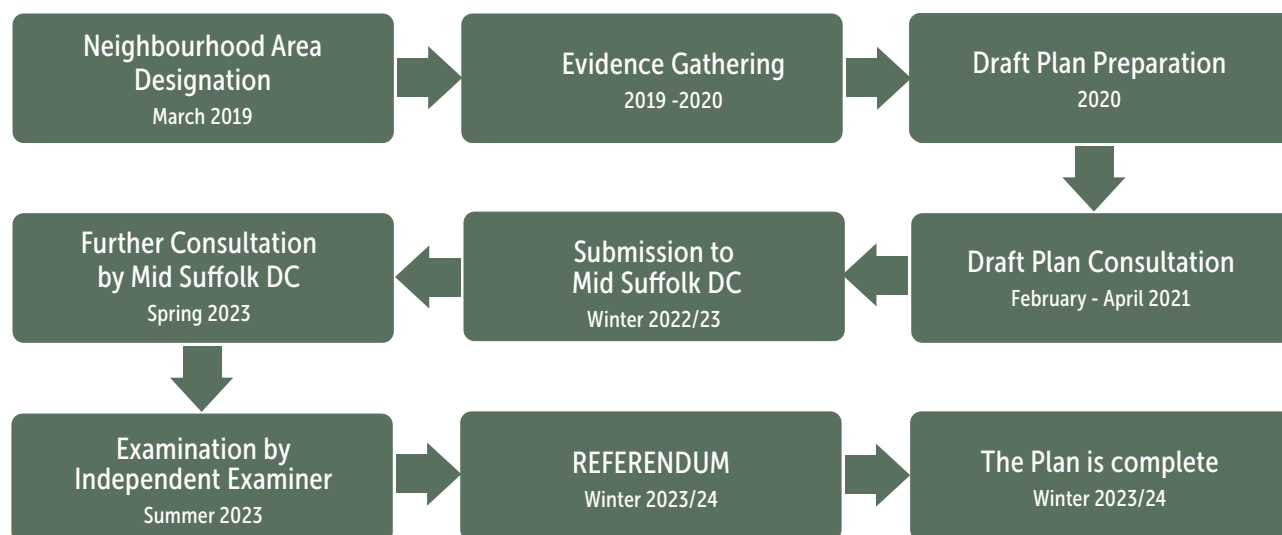 Neighbourhood Area
Designation
March 2019
Evidence Gathering
2019 -2020
Draft Plan Preparation
2020
Draft Plan Consultation
February - April 2021
Submission to
Mid Suffolk DC
Winter 2022/23
Further Consultation
by Mid Suffolk DC
Spring 2023
Examination by
Independent Examiner
Summer 2023
REFERENDUM
Winter 2023/24
The Plan is complete
Winter 2023/24